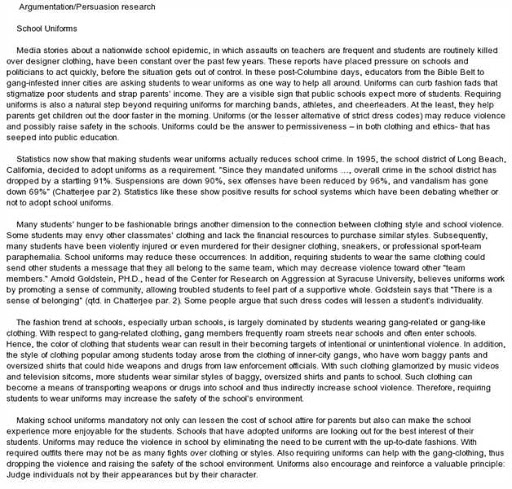 Argumentation/Persuasion research
School Uniforms
Media stories about a nationwide school epidemic, in which assaults on teachers are frequent and students are routinely killed
over designer clothing, have been constant over the past few years. These reports have placed pressure on schools and
politicians to act quickly, before the situation gets out of control. In these post-Columbine days, educators from the Bible Belt to
gang-infested inner cities are asking students to wear uniforms as one way to help all around. Uniforms can curb fashion fads that
stigmatize poor students and strap parents' income. They are a visible sign that public schools expect more of students. Requiring
uniforms is also a natural step beyond requiring uniforms for marching bands, athletes, and cheerleaders. At the least, they help
parents get children out the door faster in the morning. Uniforms (or the lesser alternative of strict dress codes) may reduce violence
and possibly raise safety in the schools. Uniforms could be the answer to permissiveness – in both clothing and ethics- that has
seeped into public education.
Statistics now show that making students wear uniforms actually reduces school crime. In 1995, the school district of Long Beach,
California, decided to adopt uniforms as a requirement. "Since they mandated uniforms ...., overall crime in the school district has
dropped by a starting 91%. Suspensions are down 90%, sex offenses have been reduced by 96%, and vandalism has gone
down 69%" (Chatterjee par 2). Statistics like these show positive results for school systems which have been debating whether or
not to adopt school uniforms.
Many students' hunger to be fashionable brings another dimension to the connection between clothing style and school violence.
Some students may envy other classmates' clothing and lack the financial resources to purchase similar styles. Subsequently,
many students have been violently injured or even murdered for their designer clothing, sneakers, or professional sport-team
paraphernalia. School uniforms may reduce these occurrences. In addition, requiring students to wear the same clothing could
send other students a message that they all belong to the same team, which may decrease violence toward other "team
members." Arnold Goldstein, PH.D., head of the Center for Research on Aggression at Syracuse University, believes uniforms work
by promoting a sense of community, allowing troubled students to feel part of a supportive whole. Goldstein says that "There is a
sense of belonging" (qtd. in Chatterjee par. 2). Some people argue that such dress codes will lessen a student's individuality.
The fashion trend at schools, especially urban schools, is largely dominated by students wearing gang-related or gang-like
clothing. With respect to gang-related clothing, gang members frequently roam streets near schools and often enter schools.
Hence, the color of clothing that students wear can result in their becoming targets of intentional or unintentional violence. In addition,
the style of clothing popular among students today arose from the clothing of inner-city gangs, who have worn baggy pants and
oversized shirts that could hide weapons and drugs from law enforcement officials. With such clothing glamorized by music videos
and television sitcoms, more students wear similar styles of baggy, oversized shirts and pants to school. Such clothing can
become a means of transporting weapons or drugs into school and thus indirectly increase school violence. Therefore, requiring
students to wear uniforms may increase the safety of the school's environment.
Making school uniforms mandatory not only can lessen the cost of school attire for parents but also can make the school
experience more enjoyable for the students. Schools that have adopted uniforms are looking out for the best interest of their
students. Uniforms may reduce the violence in school by eliminating the need to be current with the up-to-date fashions. With
required outfits there may not be as many fights over clothing or styles. Also requiring uniforms can help with the gang-clothing, thus
dropping the violence and raising the safety of the school environment. Uniforms also encourage and reinforce a valuable principle:
Judge individuals not by their appearances but by their character.